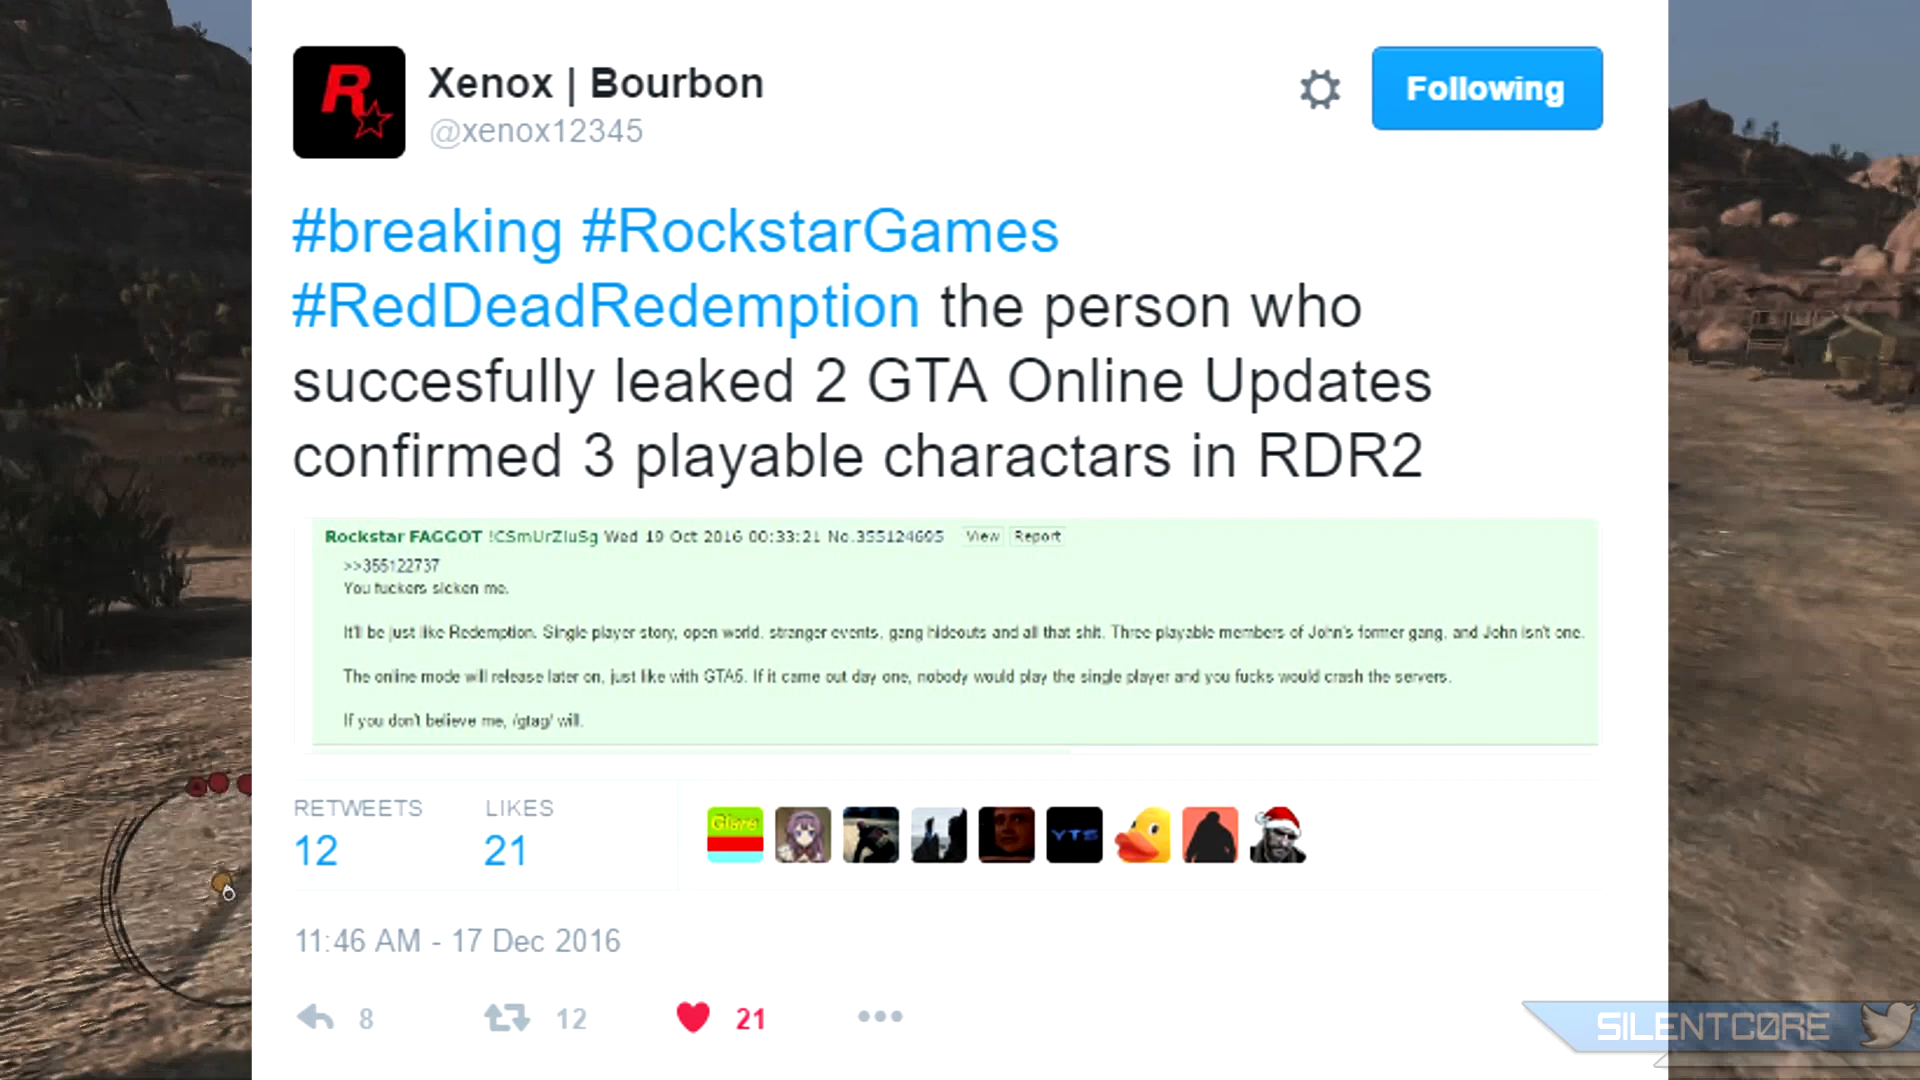 Xenox | Bourbon
@xenox12345
Following
#breaking #RockstarGames
#RedDeadRedemption the person who
succesfully leaked 2 GTA Online Updates
confirmed 3 playable charactars in RDR2
Rockstar FAGGOT !CSmUrZIuSg Wed 19 Oct 2016 00:33:21 No.355124695 View Report
>>355122737
You fuckers sicken me.
It'll be just like Redemption. Single player story, open world, stranger events, gang hideouts and all that shit. Three playable members of John's former gang, and John isn't one.
The online mode will release later on, just like with GTA5. If it came out day one, nobody would play the single player and you fucks would crash the servers.
If you don't believe me, /gtag/ will.
RETWEETS LIKES
12 21
Glare
YTS
11:46 AM - 17 Dec 2016
8 12 21
SILENTCØRE